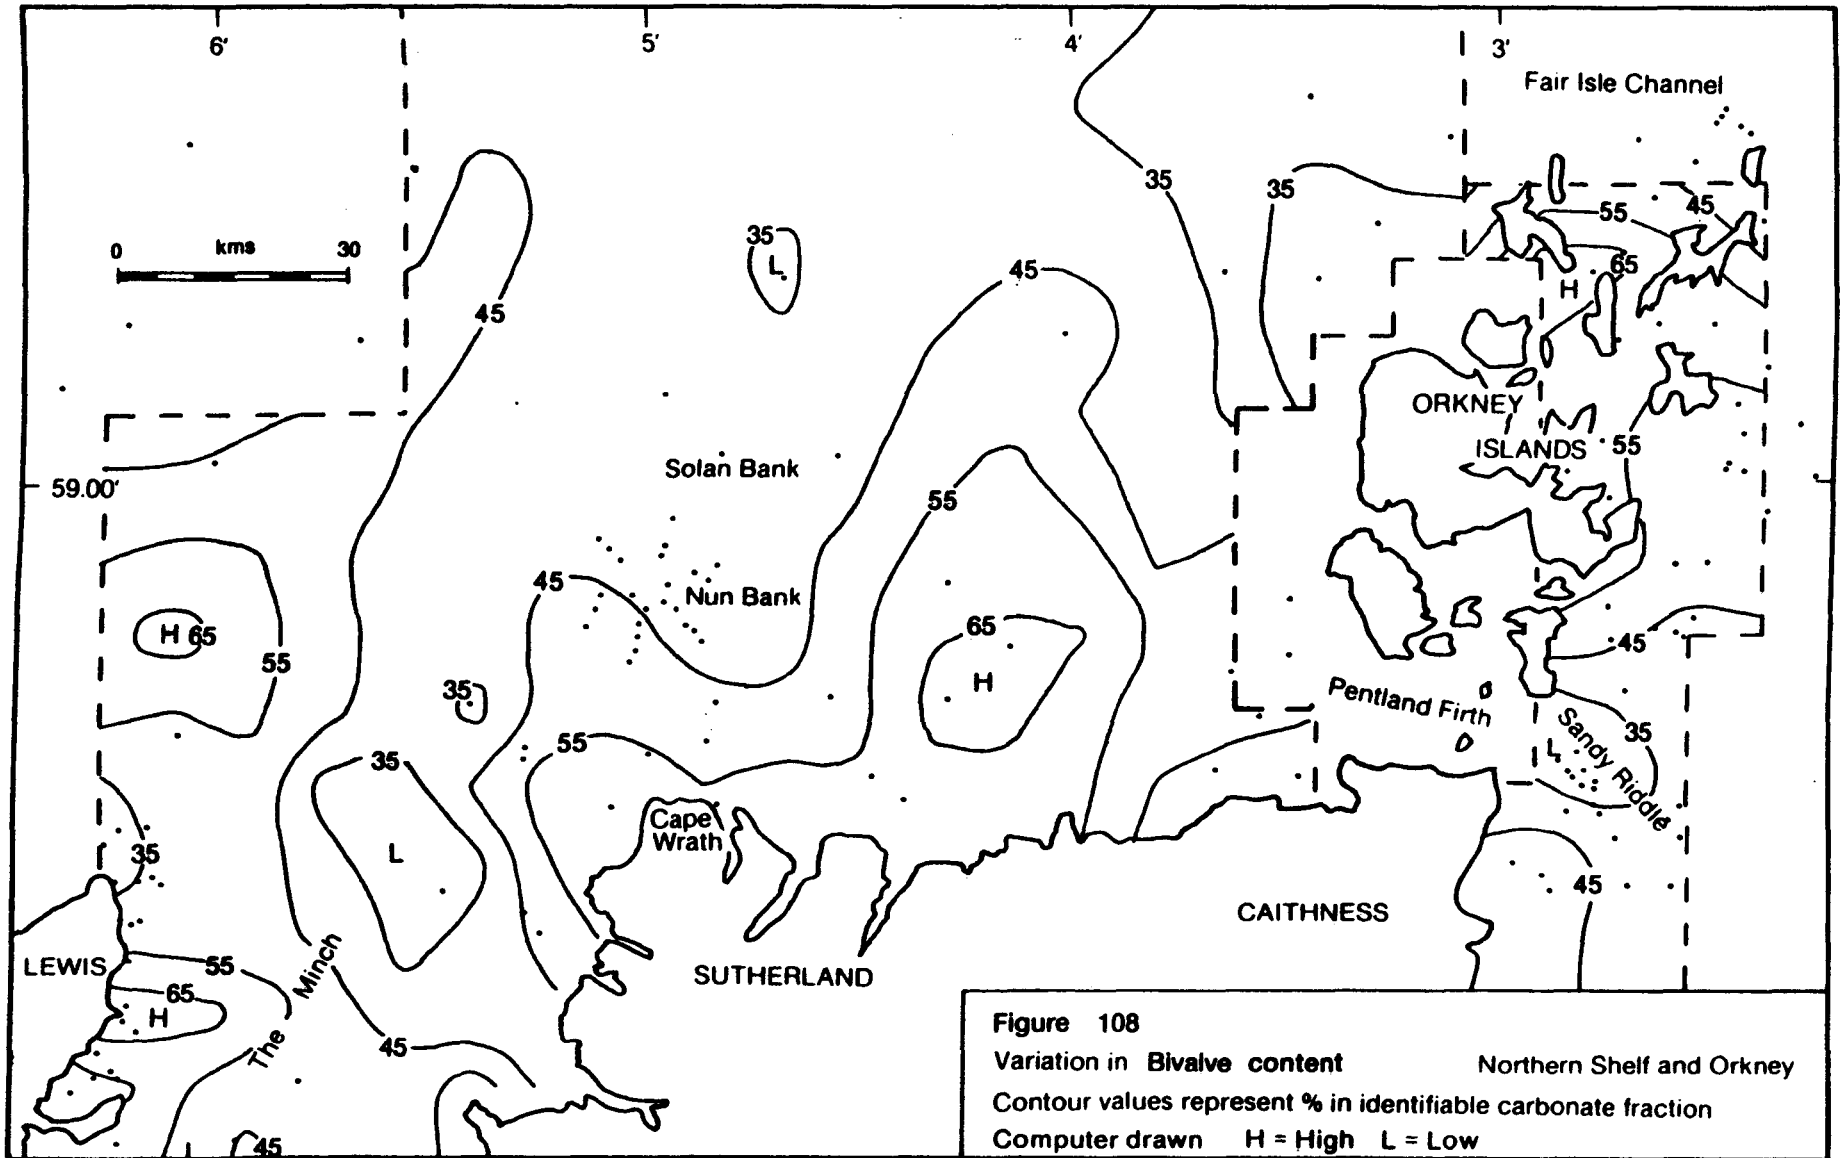 6' 5' 4' 3'
Fair Isle Channel
35 35
55 45
0 kms 30
35
L
45
65
H
45
ORKNEY
ISLANDS
55
Solan Bank
59.00'
55
45
Nun Bank
H 65
65
55
45
35
H
Pentland Firth
Sandy Riddle
35
L
55
35
Cape
Wrath
35
L
45
CAITHNESS
The Minch
LEWIS
55
SUTHERLAND
65
H
45
45
Figure 108
Variation in Bivalve content Northern Shelf and Orkney
Contour values represent % in identifiable carbonate fraction
Computer drawn H = High L = Low